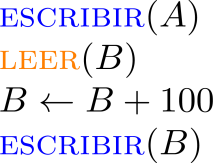 ESCRIBIR(A)
LEER(B)
B ← B + 100
ESCRIBIR(B)